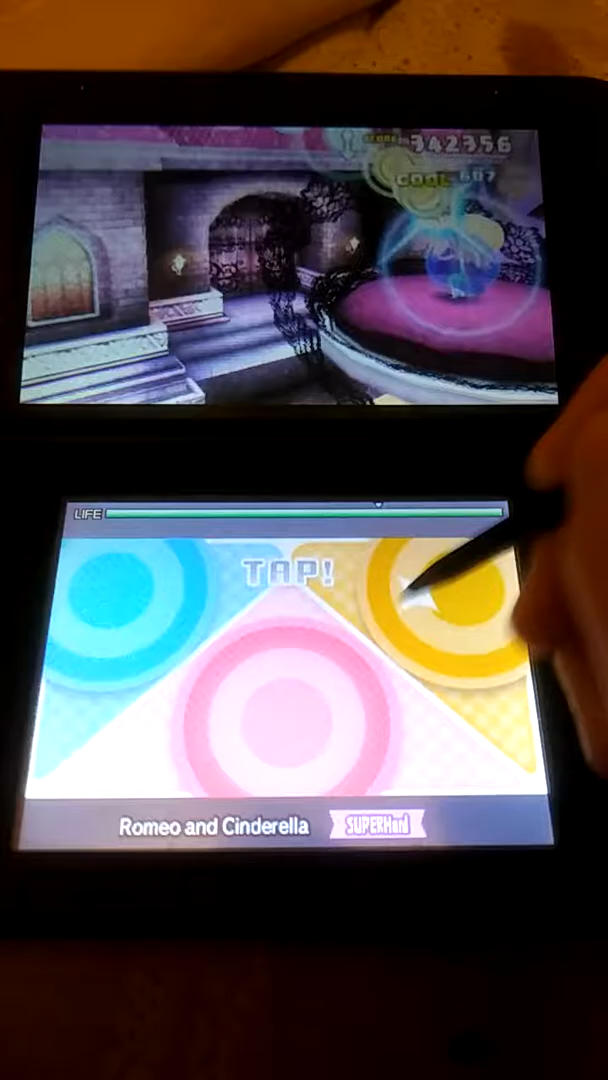 SCORE 342356
COOL 607
LIFE
TAP!
Romeo and Cinderella SUPERHard